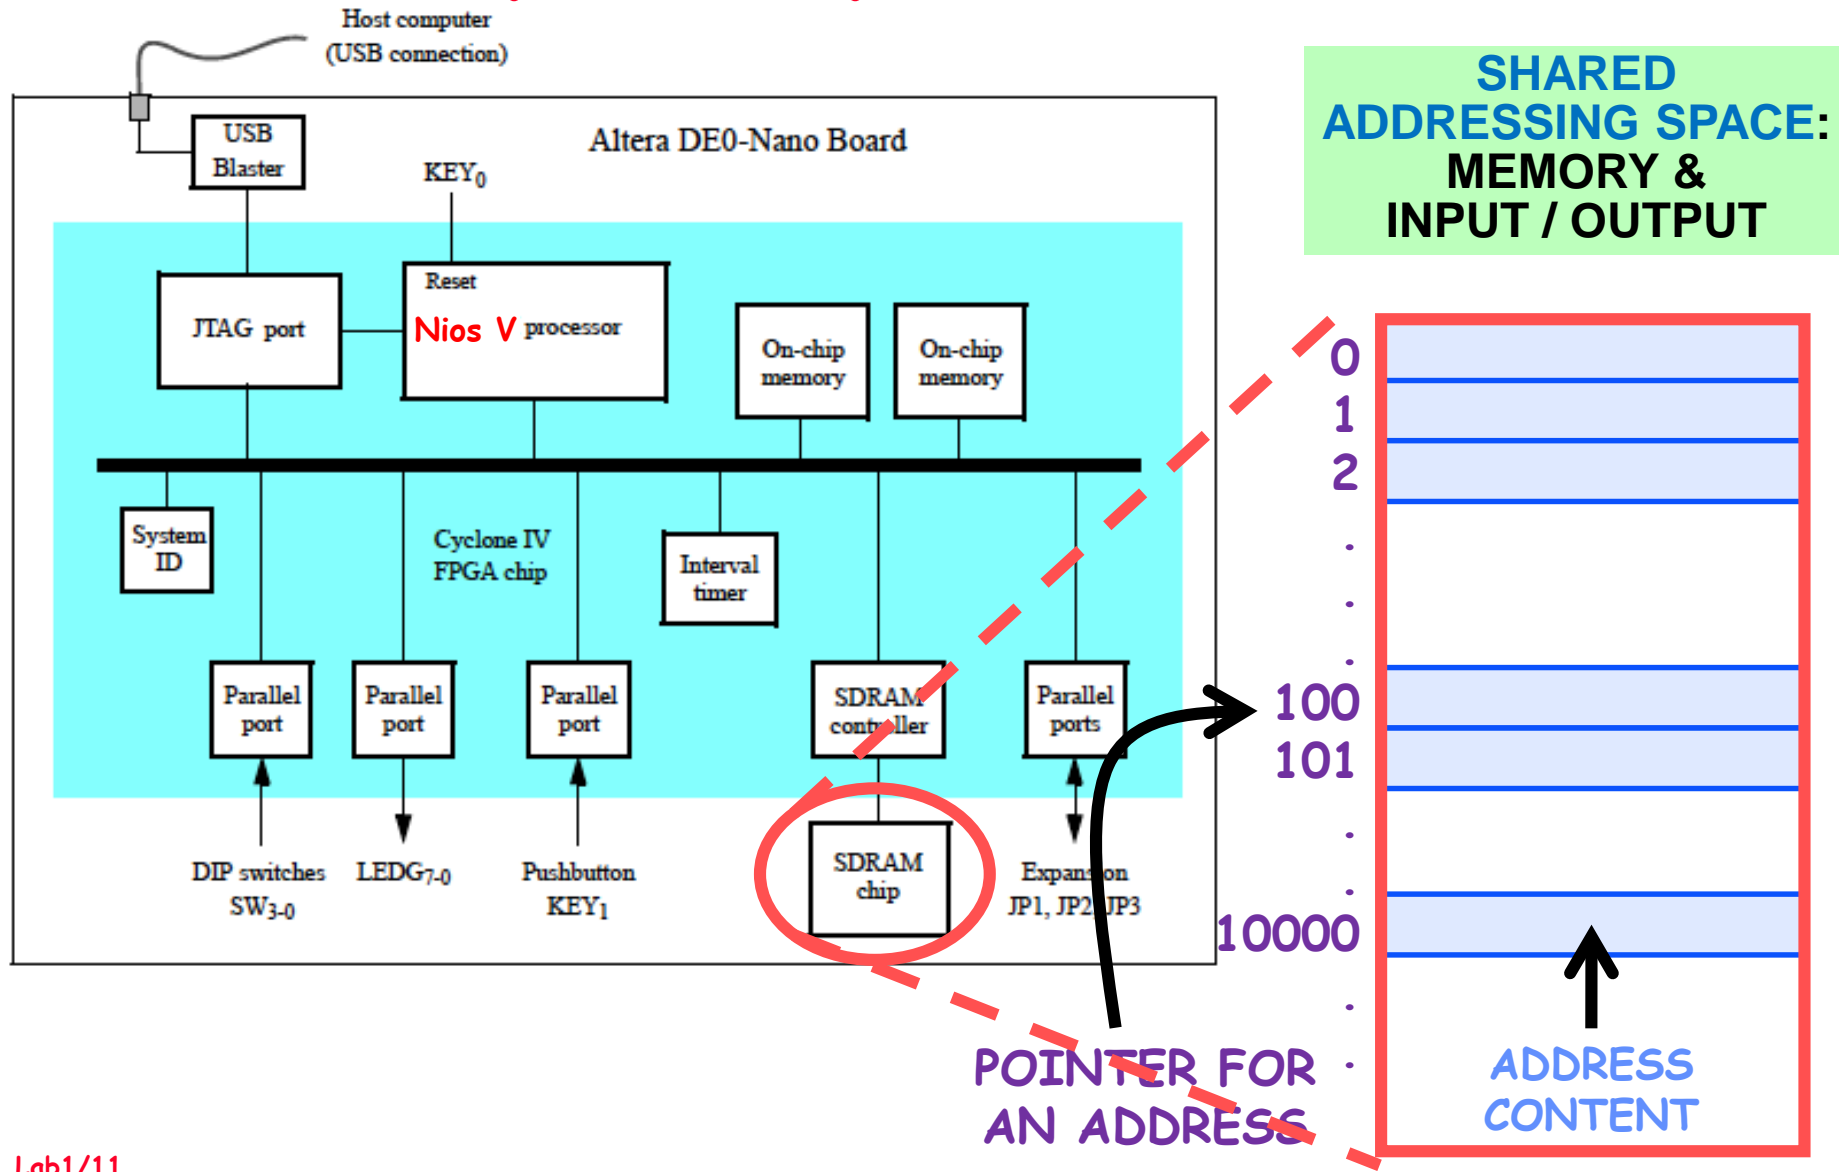 Host computer
(USB connection)
SHARED
ADDRESSING SPACE:
MEMORY &
INPUT / OUTPUT
Altera DE0-Nano Board
USB
Blaster
KEY0
Reset
JTAG port
Nios V processor
On-chip
memory
On-chip
memory
System
ID
Cyclone IV
FPGA chip
Interval
timer
Parallel
port
Parallel
port
Parallel
port
SDRAM
controller
Parallel
ports
DIP switches
SW3-0
LEDG7-0
Pushbutton
KEY1
SDRAM
chip
Expansion
JP1, JP2, JP3
0
1
2
.
.
.
100
101
.
.
10000
.
.
POINTER FOR
AN ADDRESS
ADDRESS
CONTENT
Lab1/11